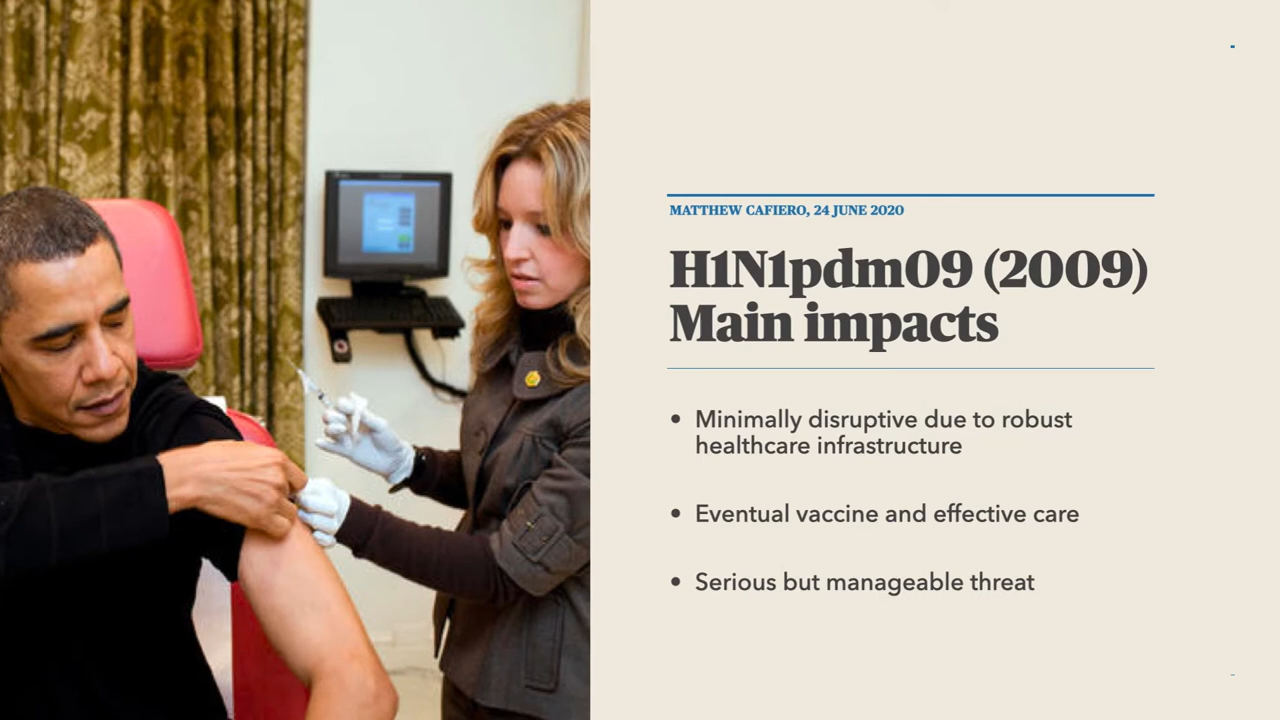 MATTHEW CAFIERO, 24 JUNE 2020
H1N1pdm09 (2009)
Main impacts
• Minimally disruptive due to robust
healthcare infrastructure
• Eventual vaccine and effective care
• Serious but manageable threat